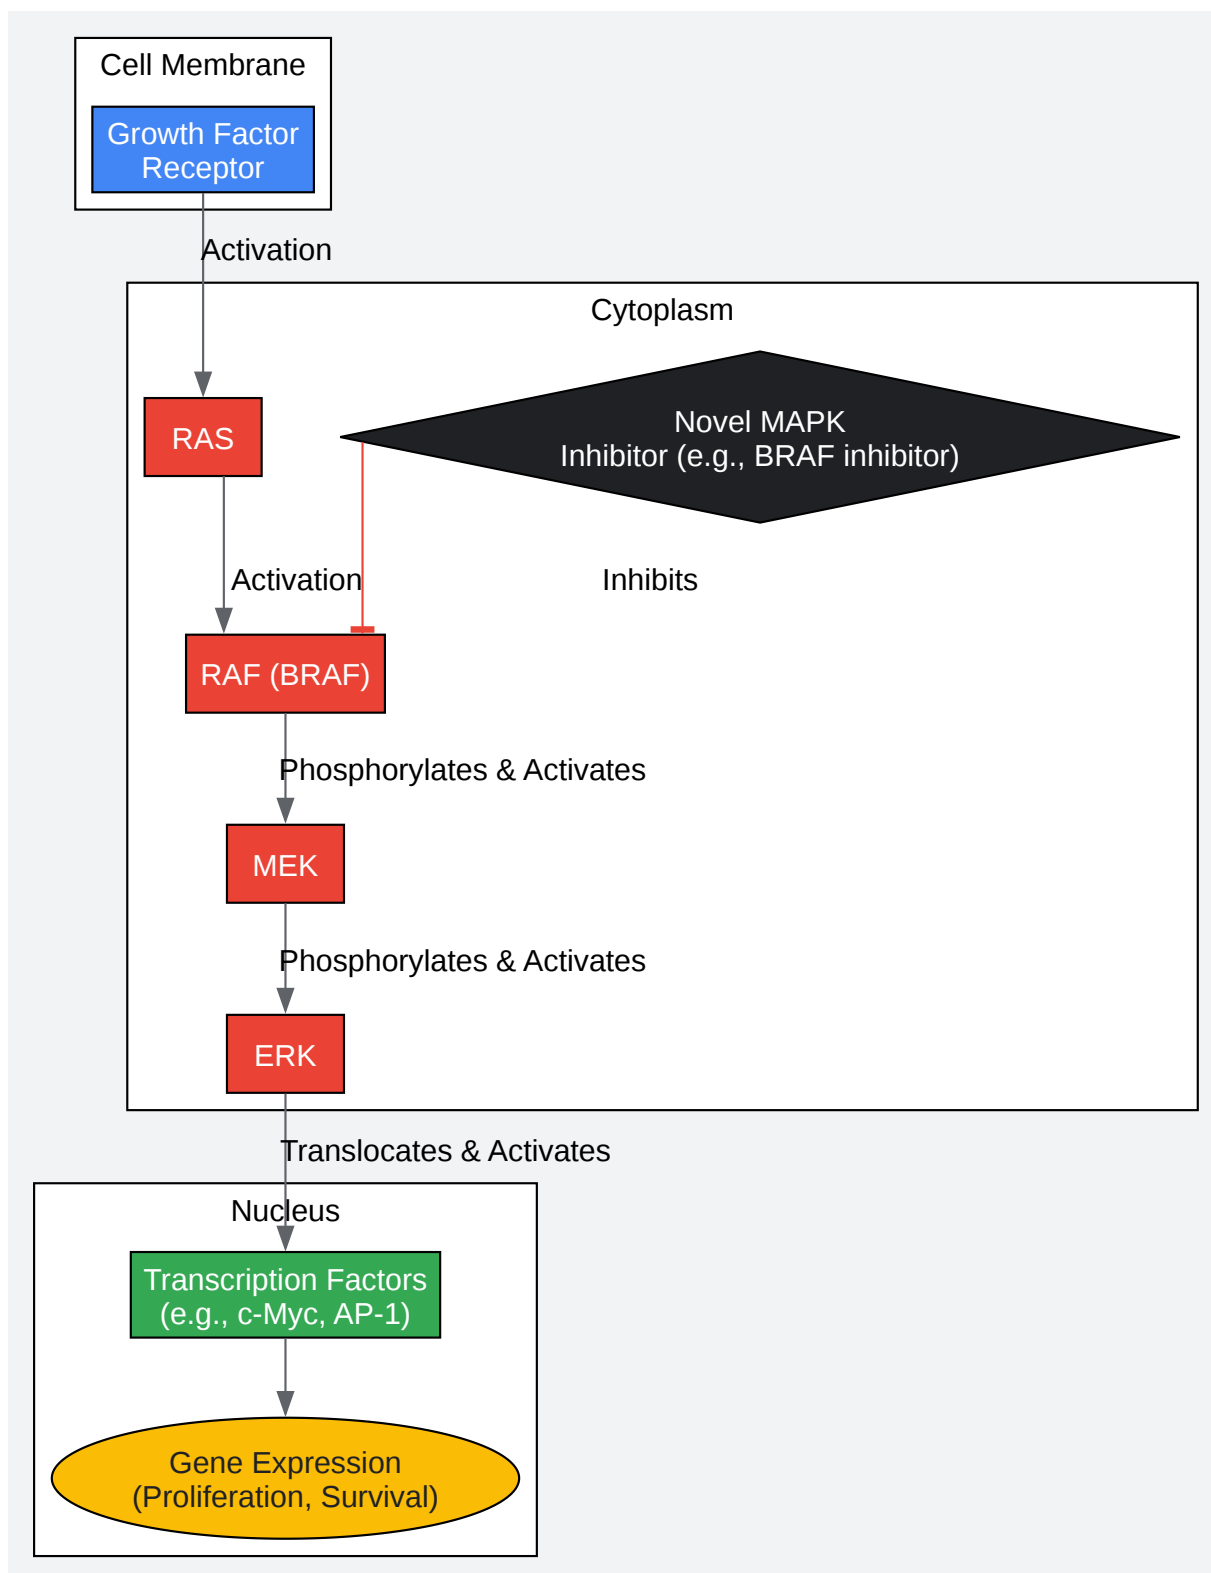 Cell Membrane
Growth Factor
Receptor
Activation
Cytoplasm
RAS
Novel MAPK
Inhibitor (e.g., BRAF inhibitor)
Activation
Inhibits
RAF (BRAF)
Phosphorylates & Activates
MEK
Phosphorylates & Activates
ERK
Translocates & Activates
Nucleus
Transcription Factors
(e.g., c-Myc, AP-1)
Gene Expression
(Proliferation, Survival)